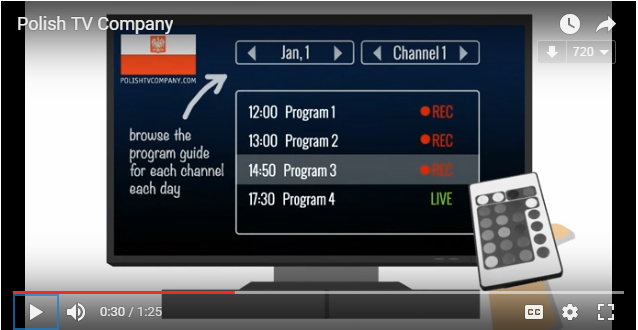 Polish TV Company
720
POLISHTVCOMPANY.COM
Jan, 1
Channel 1
browse the
program guide
for each channel
each day
12:00 Program 1 REC
13:00 Program 2 REC
14:50 Program 3 REC
17:30 Program 4 LIVE
0:30 / 1:25
CC